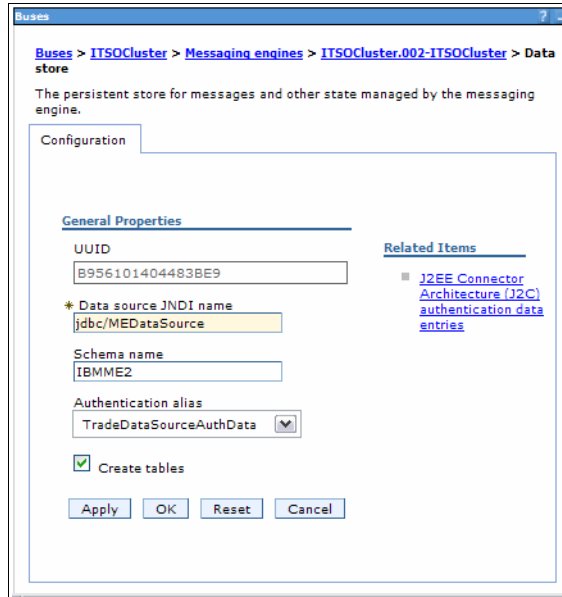 Buses
? -
Buses > ITSOCluster > Messaging engines > ITSOCluster.002-ITSOCluster > Data
store
The persistent store for messages and other state managed by the messaging
engine.
Configuration
General Properties
UUID
B956101404483BE9
* Data source JNDI name
jdbc/MEDataSource
Schema name
IBMME2
Authentication alias
TradeDataSourceAuthData
Create tables
Apply OK Reset Cancel
Related Items
J2EE Connector
Architecture (J2C)
authentication data
entries